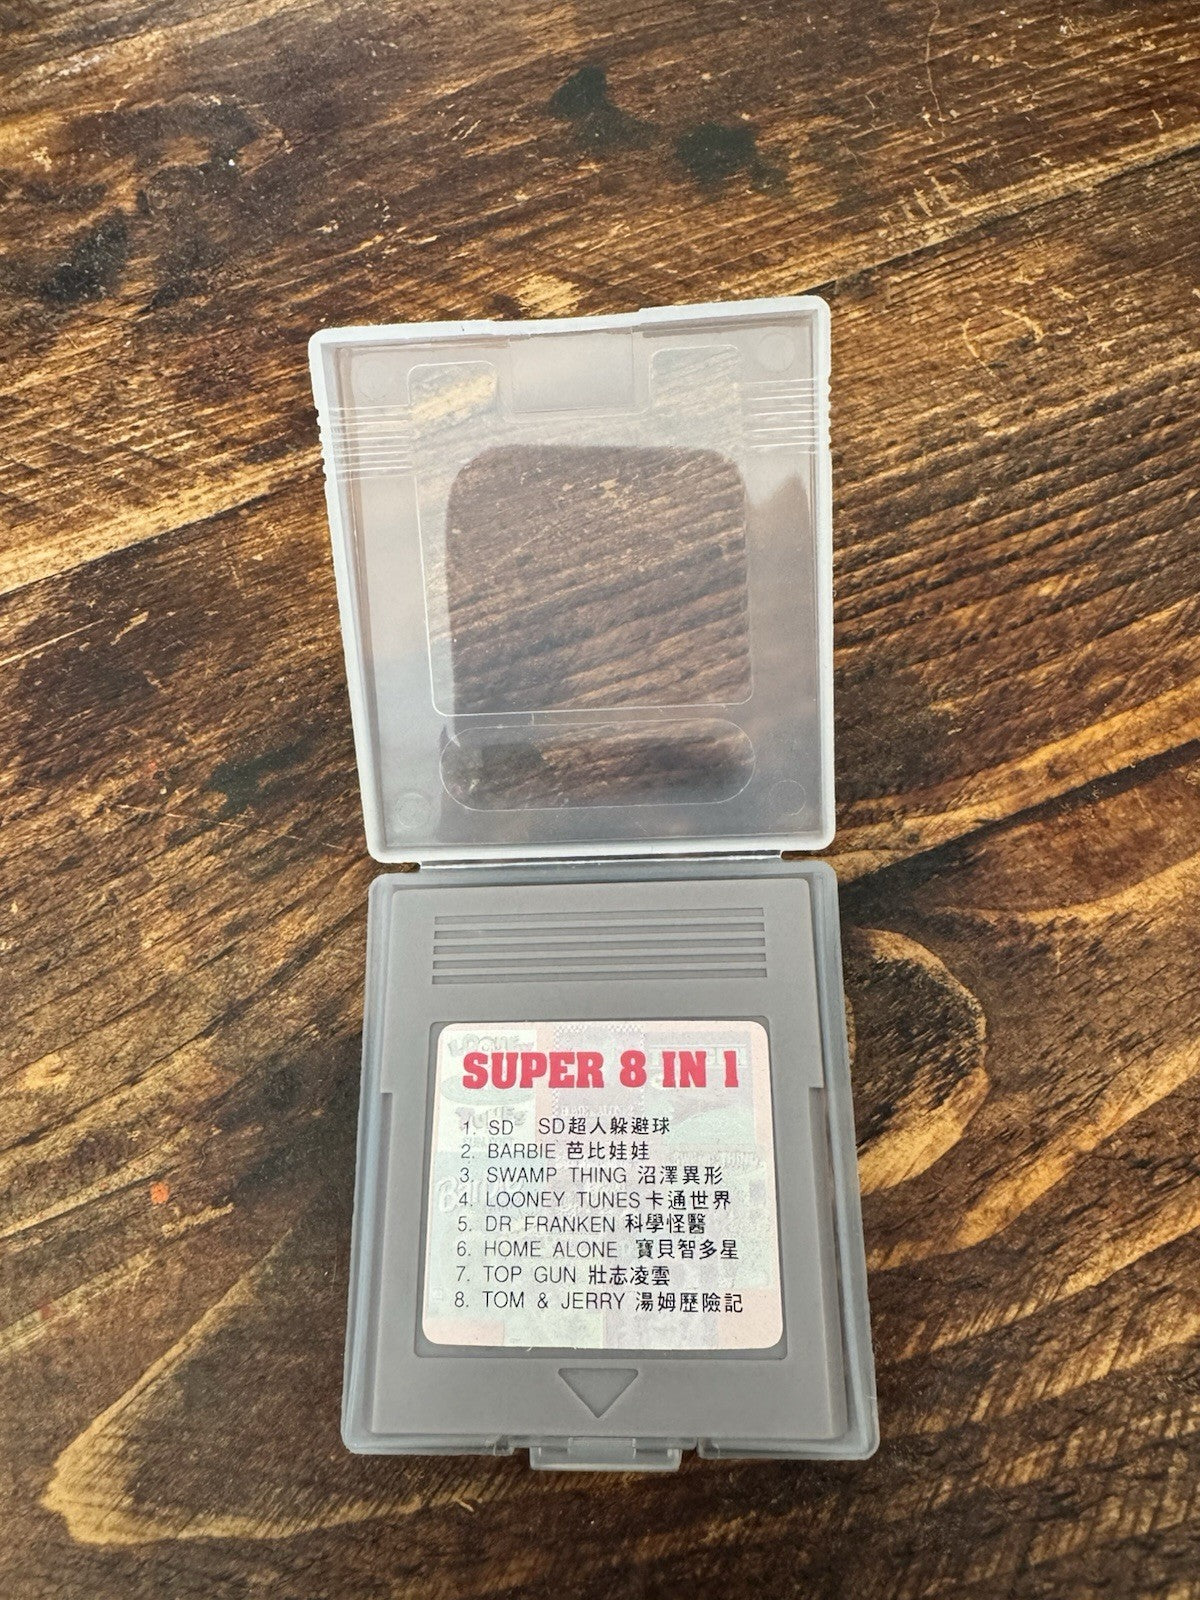 SUPER 8 IN 1
1. SD SD超人躲避球
2. BARBIE 芭比娃娃
3. SWAMP THING 沼澤異形
4. LOONEY TUNES 卡通世界
5. DR FRANKEN 科學怪醫
6. HOME ALONE 寶貝智多星
7. TOP GUN 壯志凌雲
8. TOM & JERRY 湯姆歷險記